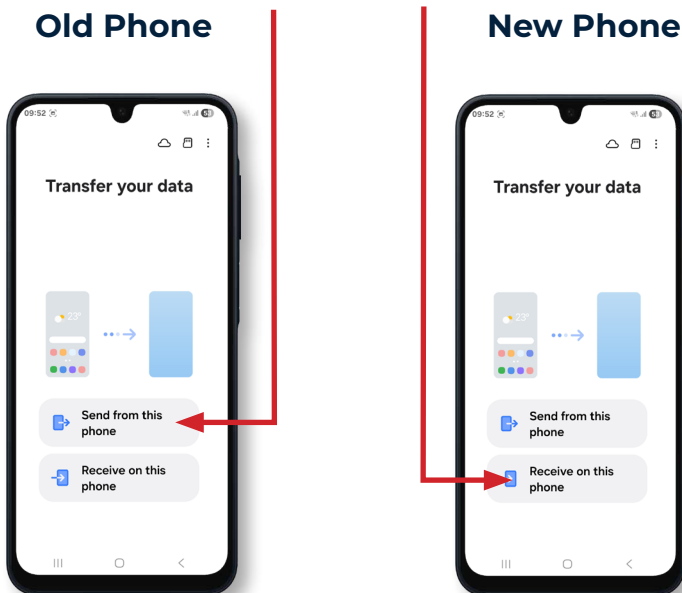 Old Phone
New Phone
09:52
Transfer your data
23°
Send from this
phone
Receive on this
phone
09:52
Transfer your data
23°
Send from this
phone
Receive on this
phone